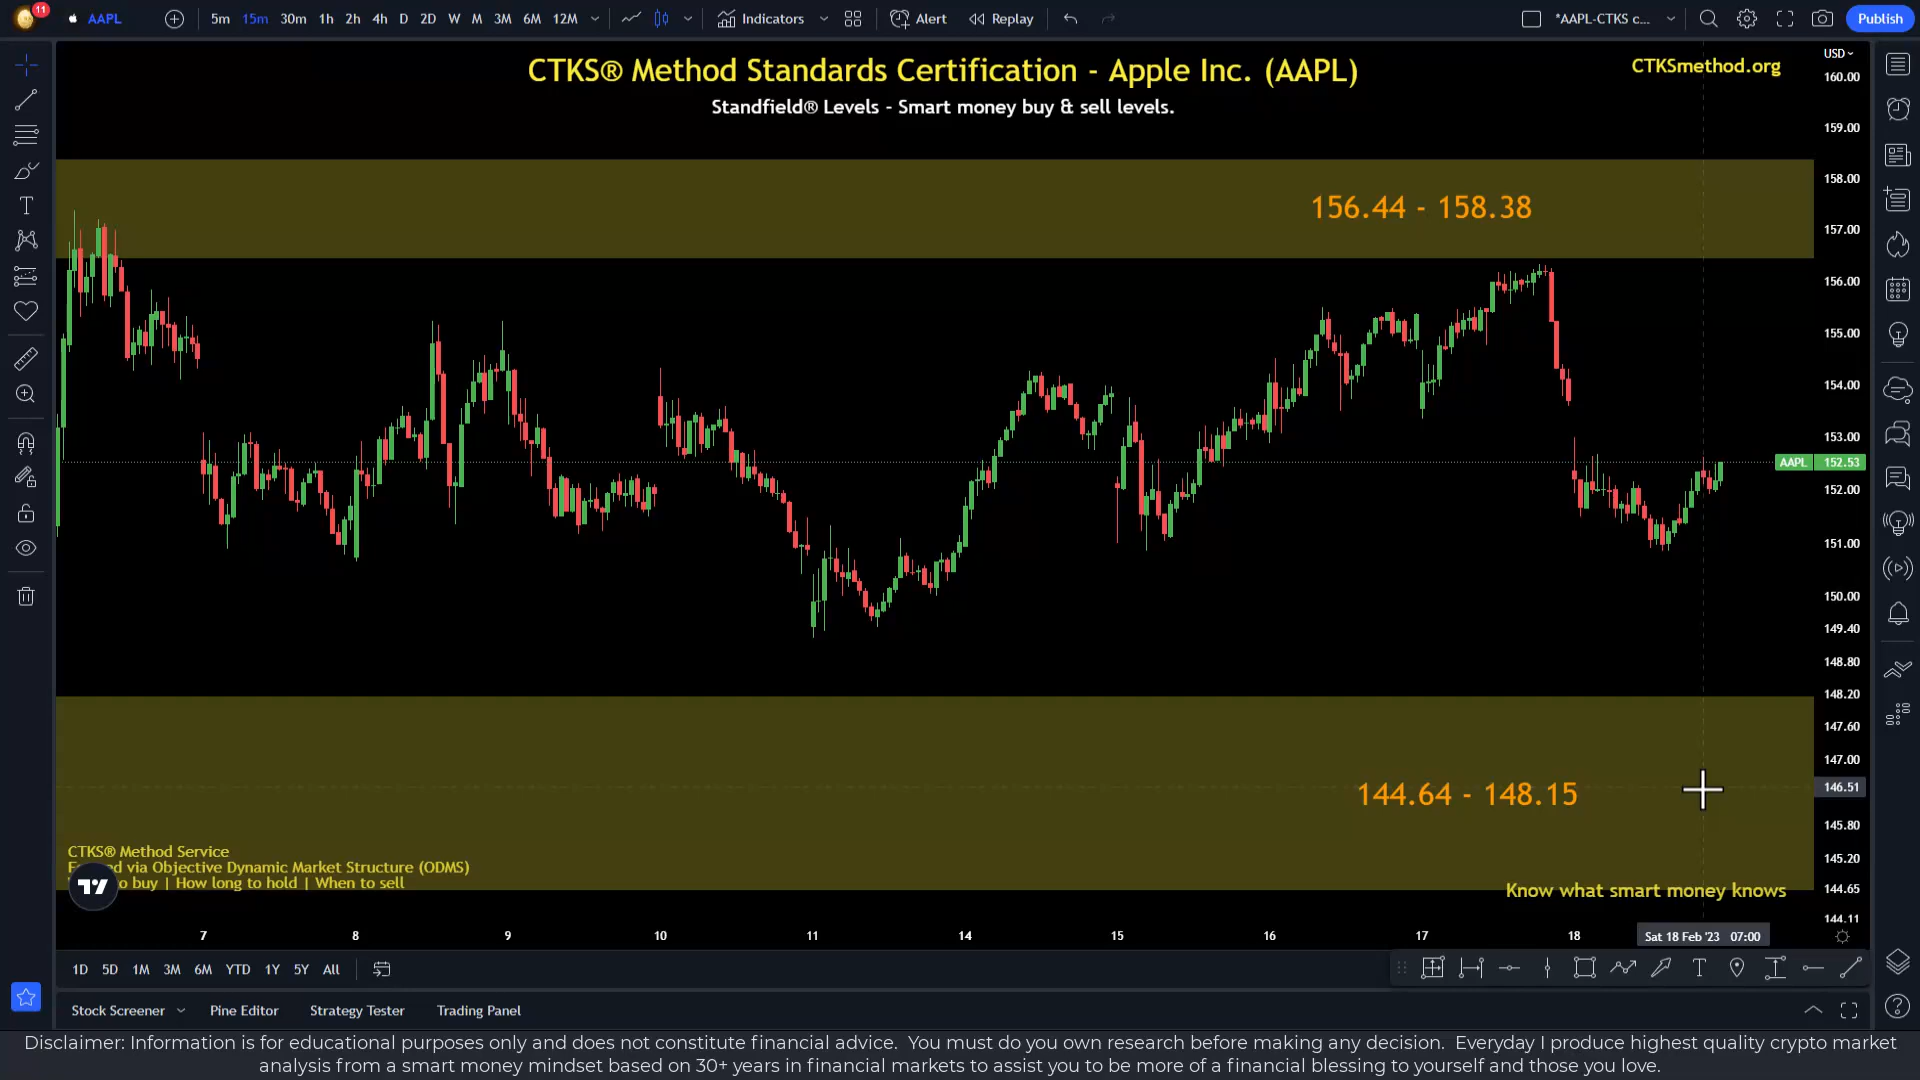 11
AAPL 5m 15m 30m 1h 2h 4h D 2D W M 3M 6M 12M Indicators Alert Replay *AAPL-CTKS c... Publish
CTKS® Method Standards Certification - Apple Inc. (AAPL)
CTKSmethod.org
Standfield® Levels - Smart money buy & sell levels.
USD
160.00
159.00
158.00
156.44 - 158.38
157.00
156.00
155.00
154.00
153.00
AAPL 152.53
152.00
151.00
150.00
149.40
148.80
148.20
147.60
147.00
146.51
144.64 - 148.15
145.80
145.20
144.65
144.11
CTKS® Method Service
via Objective Dynamic Market Structure (ODMS)
buy | How long to hold | When to sell
Know what smart money knows
7 8 9 10 11 12 13 14 15 16 17 18 Sat 18 Feb '23 07:00
1D 5D 1M 3M 6M YTD 1Y 5Y All
Stock Screener Pine Editor Strategy Tester Trading Panel
Disclaimer: Information is for educational purposes only and does not constitute financial advice. You must do you own research before making any decision. Everyday I produce highest quality crypto market
analysis from a smart money mindset based on 30+ years in financial markets to assist you to be more of a financial blessing to yourself and those you love.